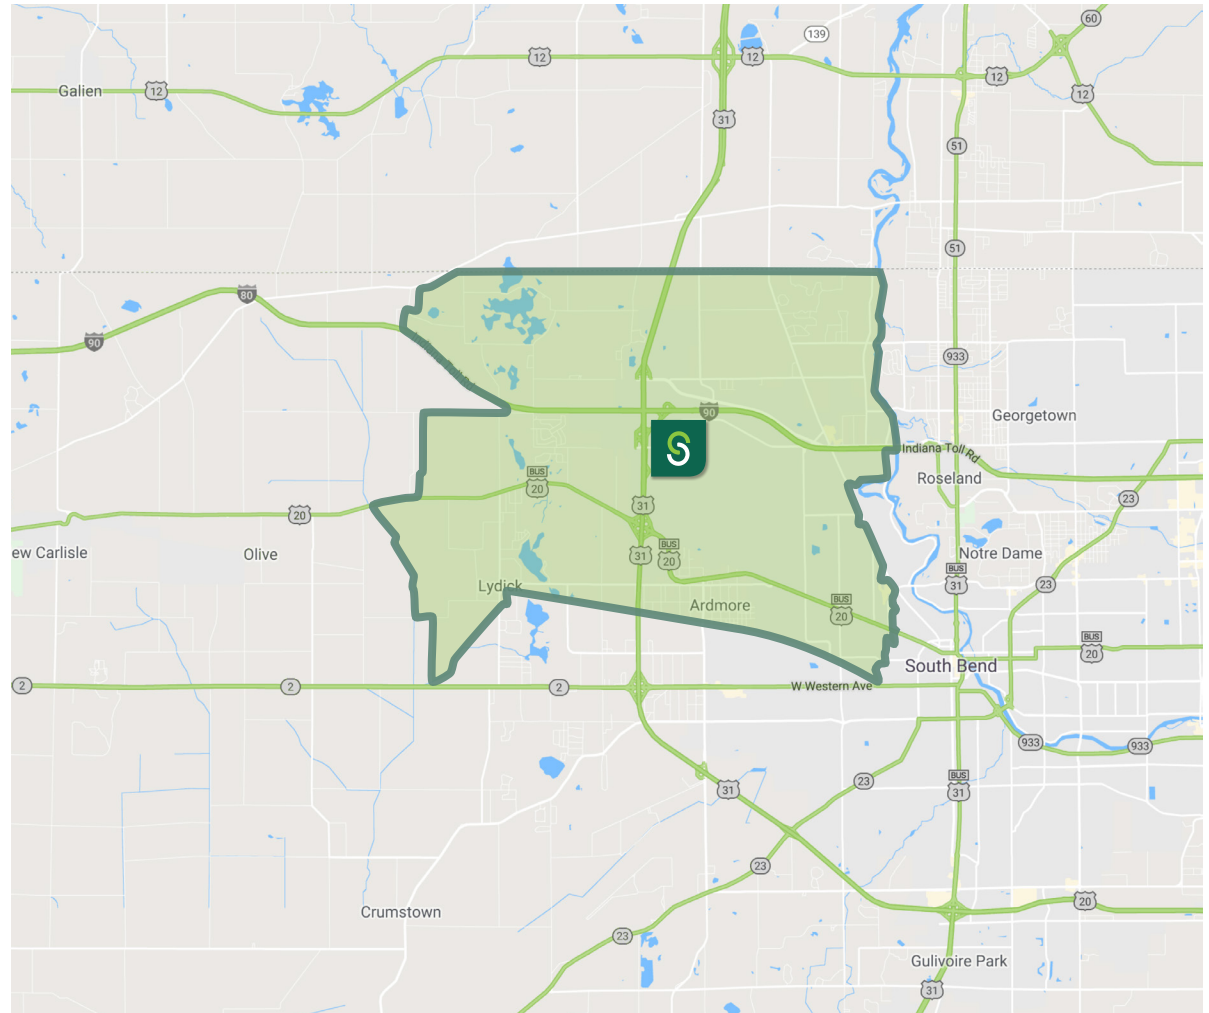 60
139
12
12
12
Galien
12
12
31
51
51
80
90
933
Georgetown
90
Indiana Toll Rd
Roseland
BUS
20
23
31
20
ew Carlisle
Olive
31
BUS
20
Notre Dame
BUS
31
23
Lydick
Ardmore
BUS
20
BUS
20
South Bend
2
2
2
W Western Ave
933
933
23
BUS
31
31
23
20
Crumstown
23
Gulivoire Park
31